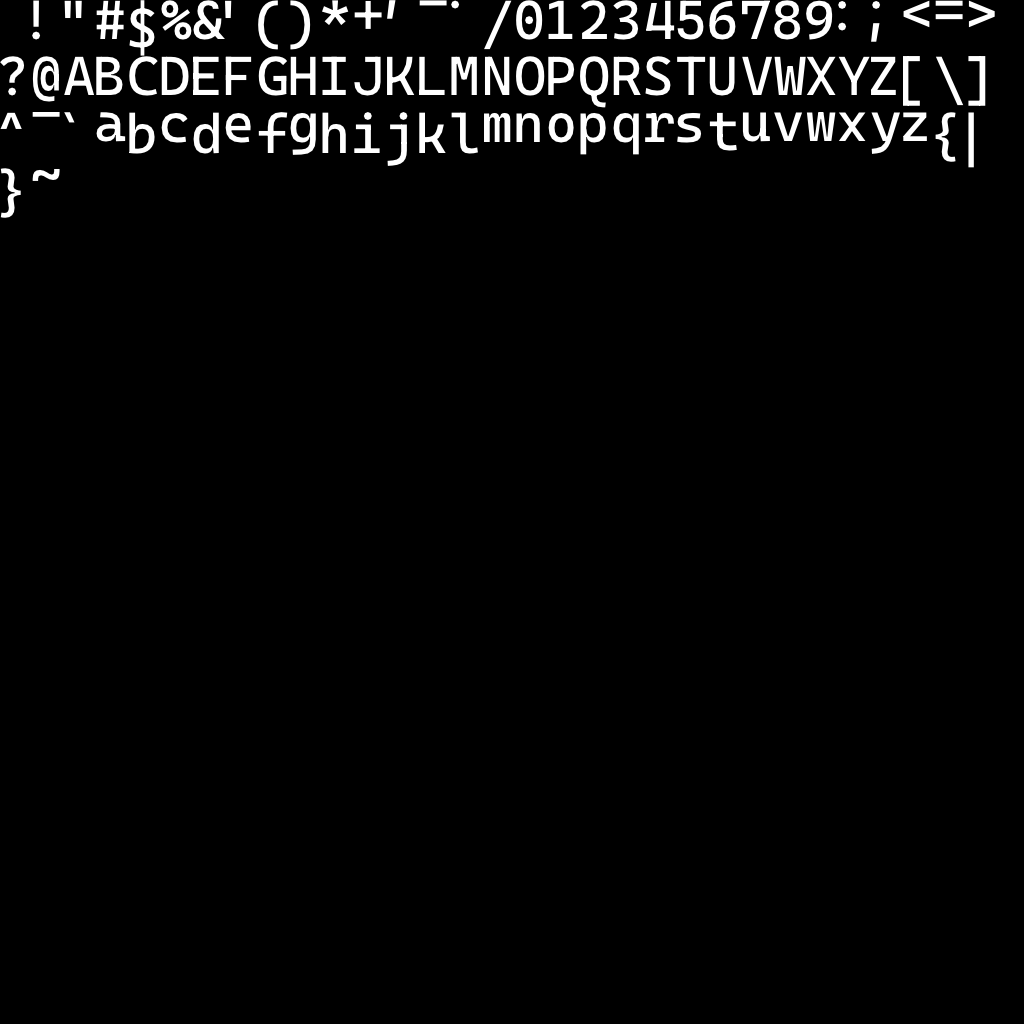 !"#$%&'()*+,-./0123456789:;<=>
?@ABCDEFGHIJKLMNOPQRSTUVWXYZ[\]
^_`abcdefghijklmnopqrstuvwxyz{|
}~